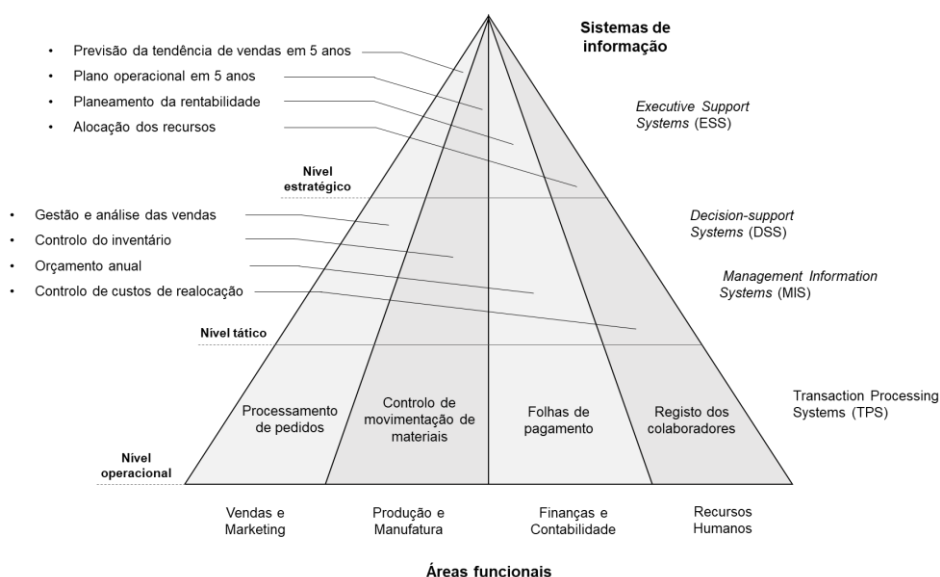 Sistemas de
informação
• Previsão da tendência de vendas em 5 anos
• Plano operacional em 5 anos
• Planeamento da rentabilidade
• Alocação dos recursos
Executive Support
Systems (ESS)
Nível
estratégico
• Gestão e análise das vendas
• Controlo do inventário
• Orçamento anual
• Controlo de custos de realocação
Decision-support
Systems (DSS)
Management Information
Systems (MIS)
Nível tático
Processamento
de pedidos
Controlo de
movimentação de
materiais
Folhas de
pagamento
Registo dos
colaboradores
Transaction Processing
Systems (TPS)
Nível
operacional
Vendas e
Marketing
Produção e
Manufatura
Finanças e
Contabilidade
Recursos
Humanos
Áreas funcionais